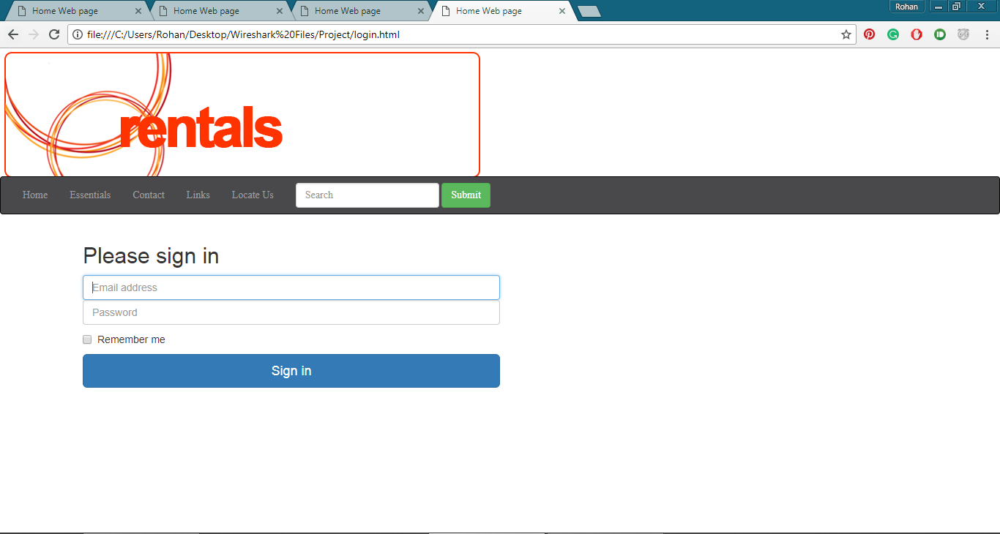 Home Web page
Home Web page
Home Web page
Home Web page
Rohan
file:///C:/Users/Rohan/Desktop/Wireshark%20Files/Project/login.html
rentals
Home
Essentials
Contact
Links
Locate Us
Search
Submit
Please sign in
Email address
Password
Remember me
Sign in